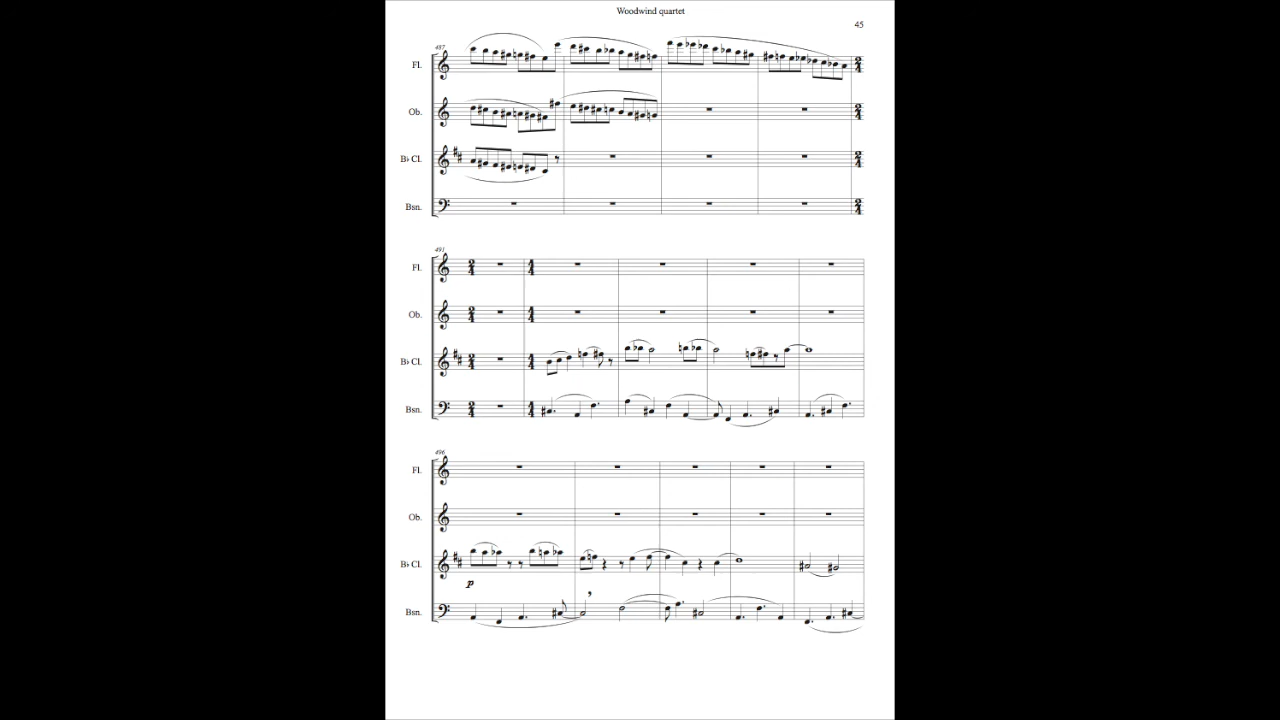 Woodwind quartet
45
487
Fl.
Ob.
B♭ Cl.
Bsn.
491
Fl.
Ob.
B♭ Cl.
Bsn.
496
Fl.
Ob.
B♭ Cl.
p
Bsn.